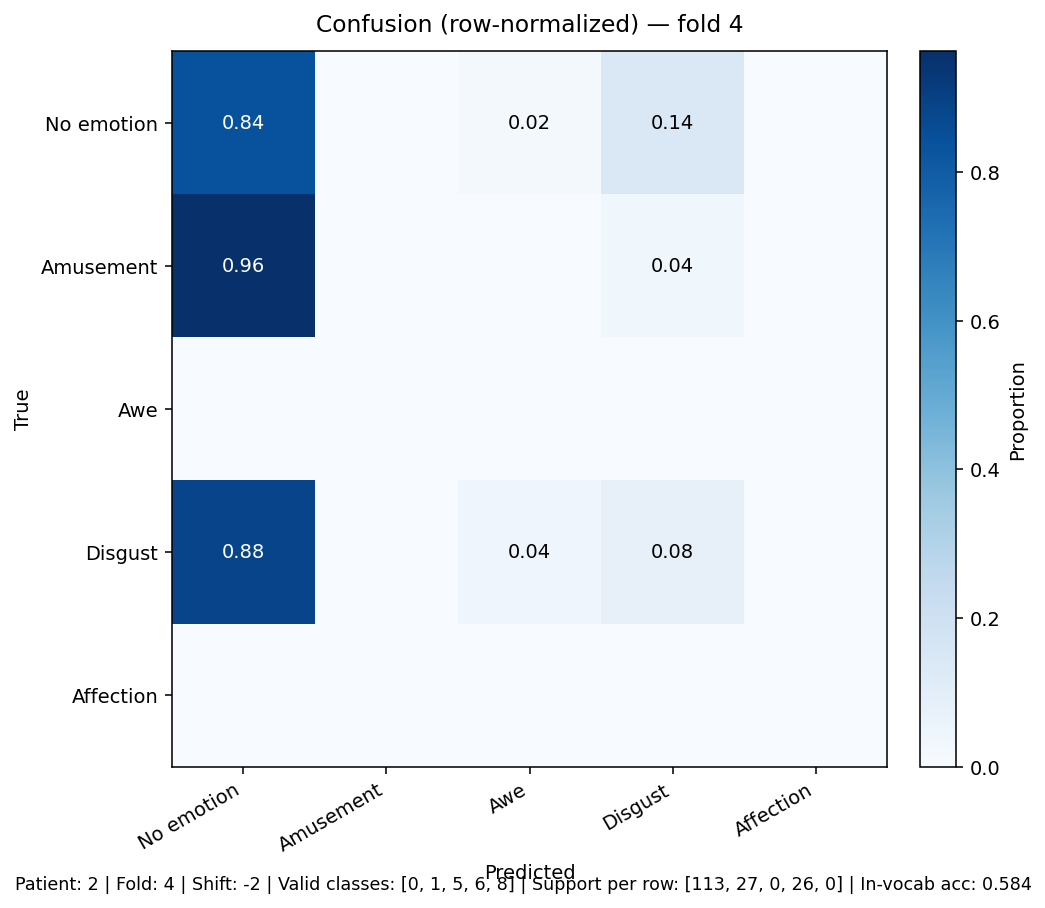 Confusion (row-normalized) — fold 4
No emotion
0.84
0.02
0.14
Amusement
0.96
0.04
Awe
Disgust
0.88
0.04
0.08
Affection
True
0.8
0.6
0.4
0.2
0.0
Proportion
No emotion
Amusement
Awe
Disgust
Affection
Predicted
Patient: 2 | Fold: 4 | Shift: -2 | Valid classes: [0, 1, 5, 6, 8] | Support per row: [113, 27, 0, 26, 0] | In-vocab acc: 0.584